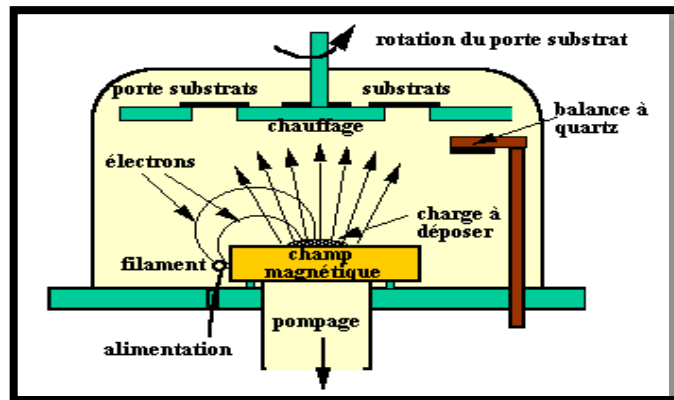 rotation du porte substrat
porte substrats
substrats
chauffage
balance à
quartz
électrons
charge à
déposer
filament
champ
magnétique
pompage
alimentation